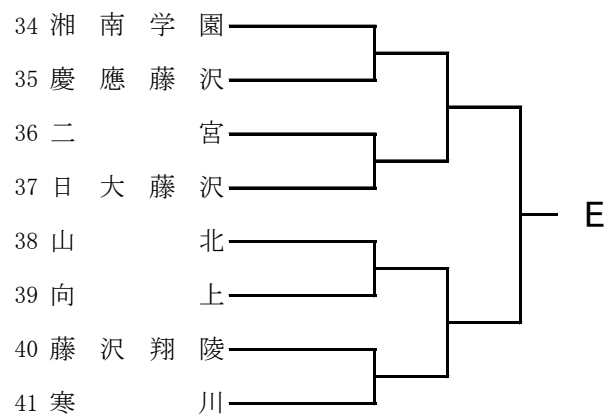 34 湘南学園
35 慶應藤沢
36 二宮
37 日大藤沢
E
38 山北
39 向上
40 藤沢翔陵
41 寒川